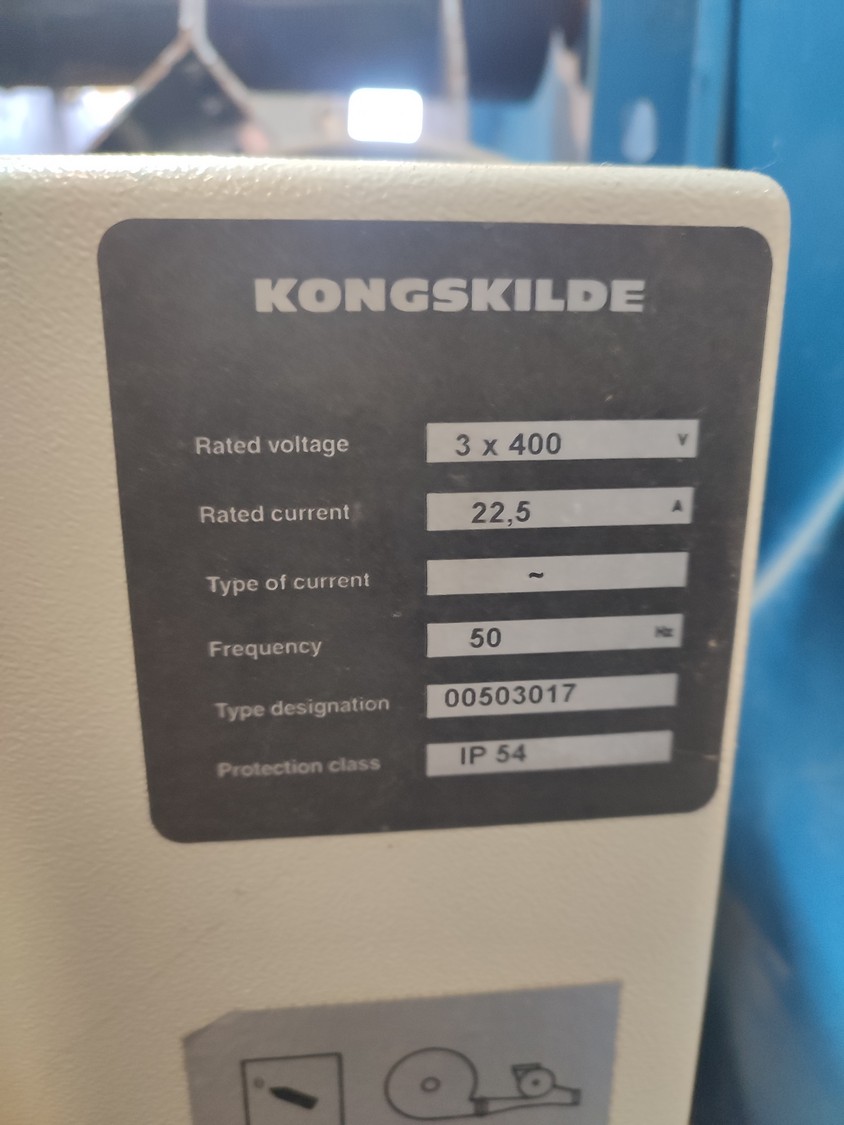 KONGSKILDE
Rated voltage 3 x 400 V
Rated current 22,5 A
Type of current ~
Frequency 50 Hz
Type designation 00503017
Protection class IP 54